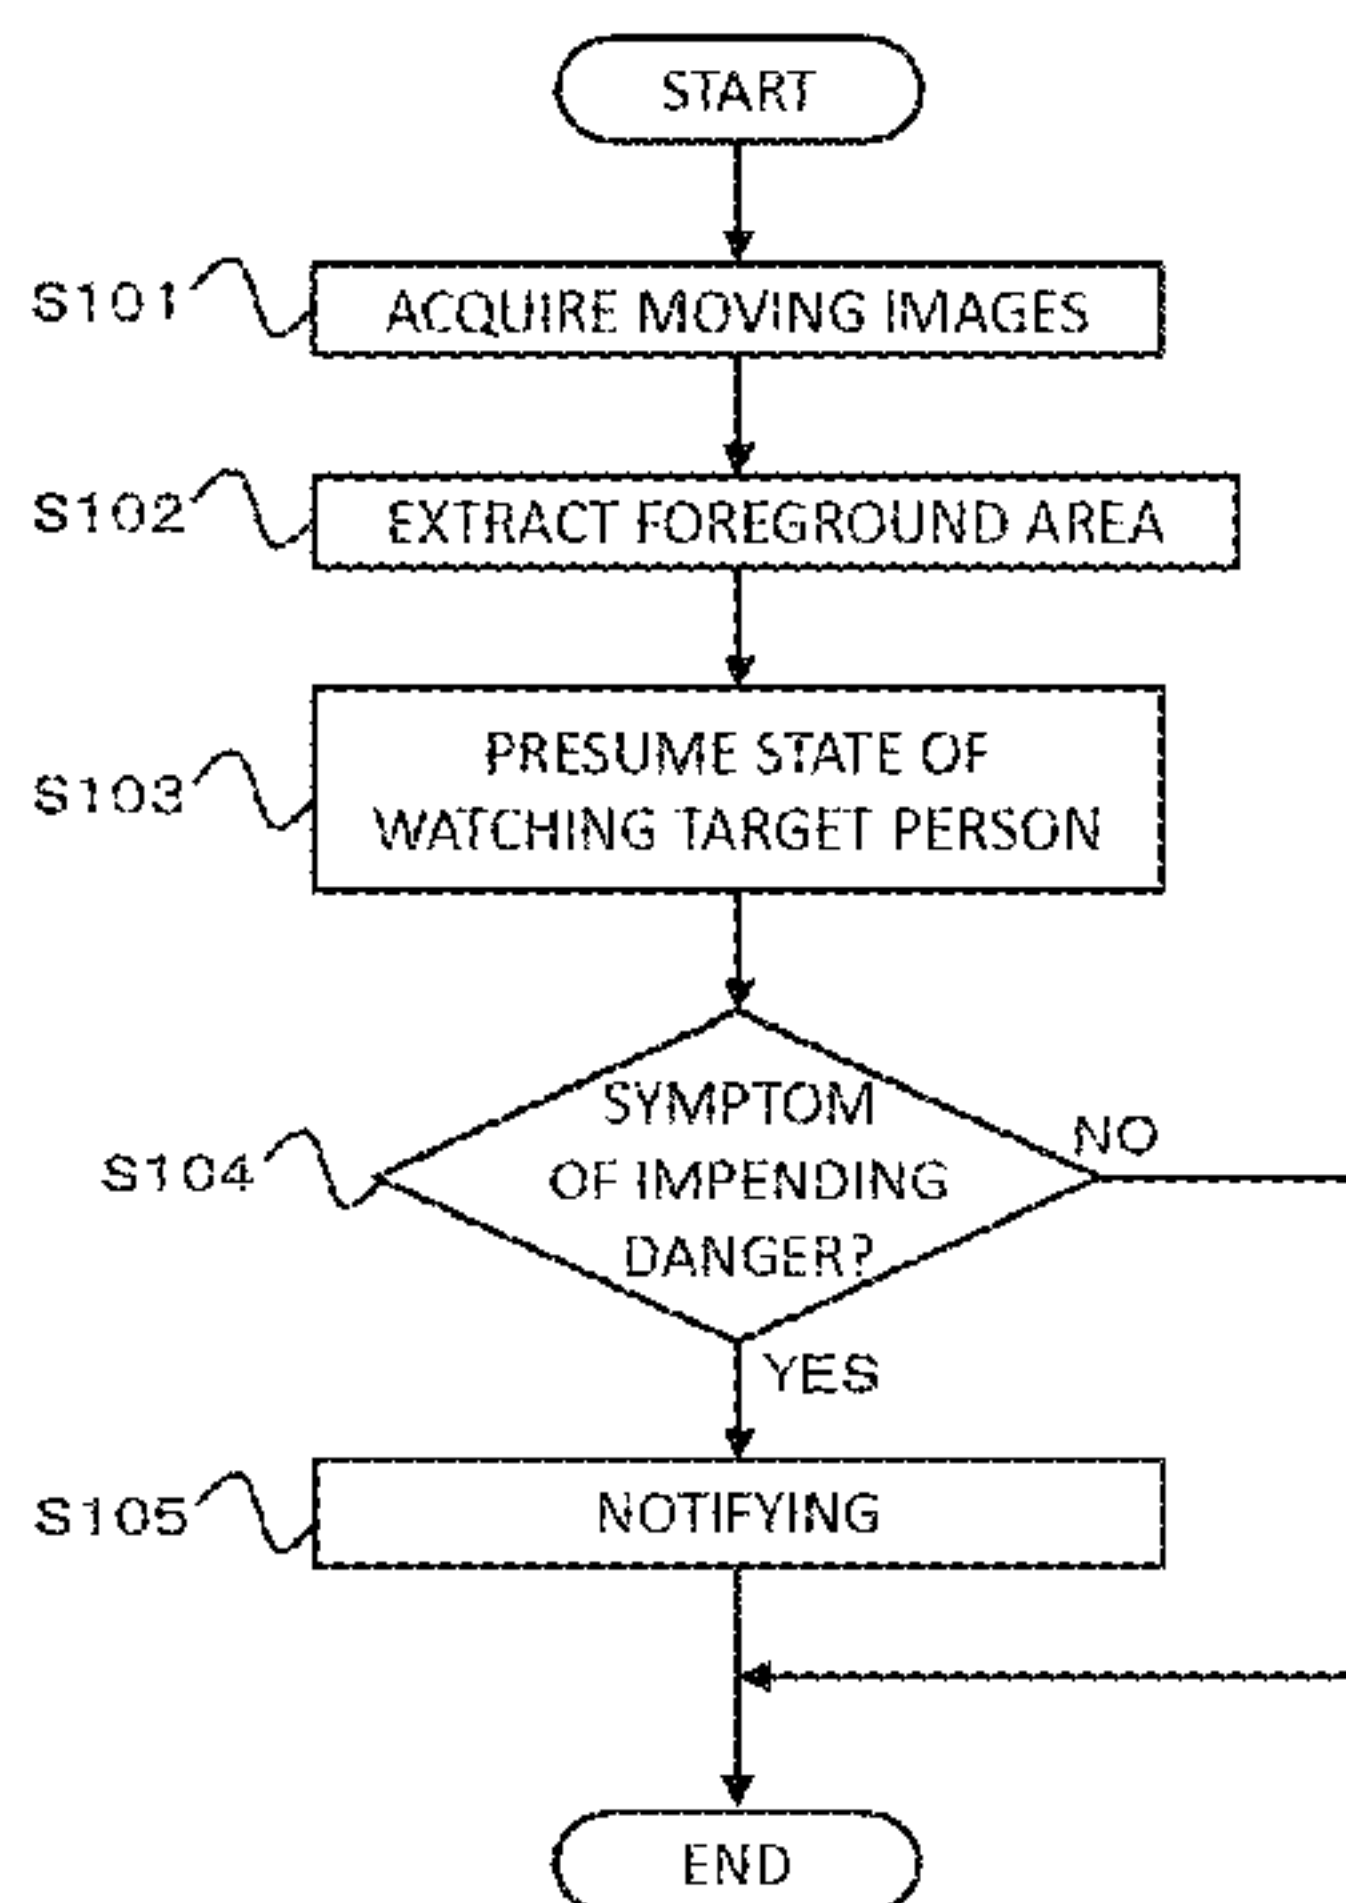 START
S101
ACQUIRE MOVING IMAGES
S102
EXTRACT FOREGROUND AREA
S103
PRESUME STATE OF
WATCHING TARGET PERSON
S104
SYMPTOM
OF IMPENDING
DANGER?
NO
YES
S105
NOTIFYING
END